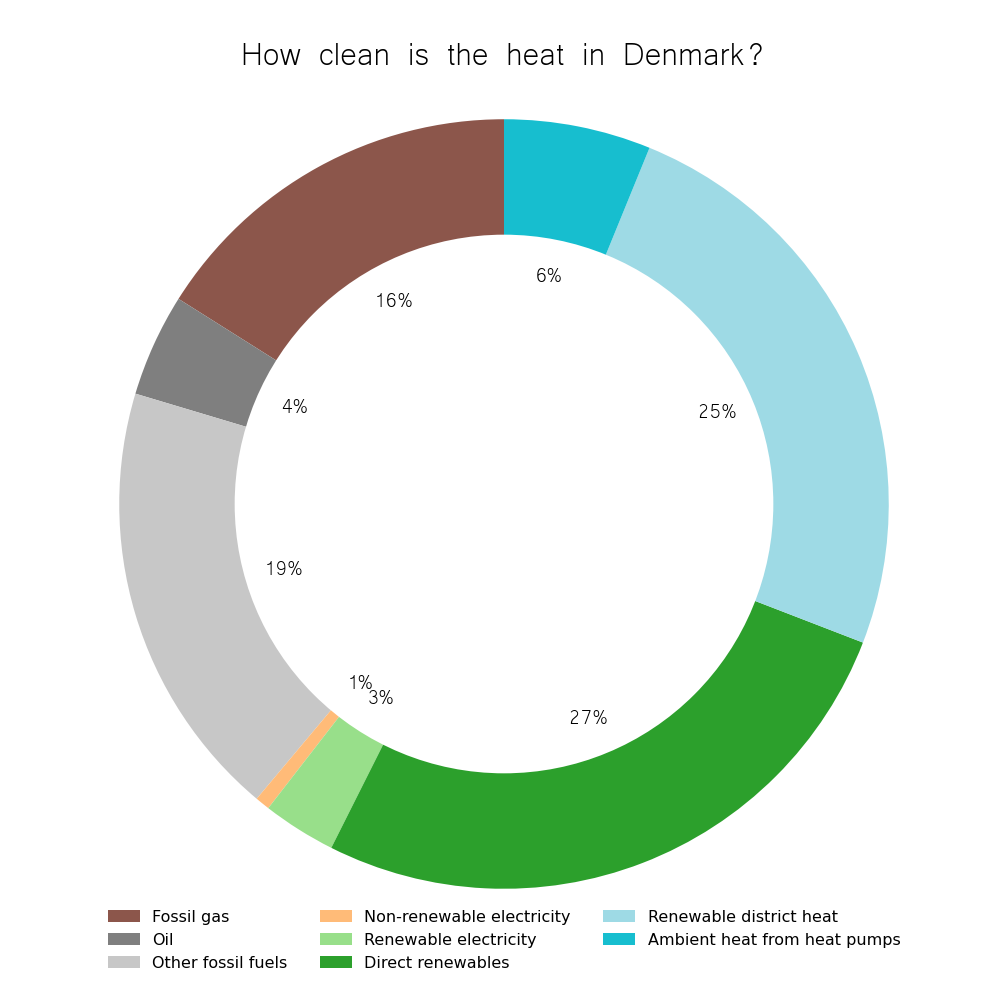 How clean is the heat in Denmark?
6%
16%
25%
4%
19%
1%
3%
27%
Fossil gas
Oil
Other fossil fuels
Non-renewable electricity
Renewable electricity
Direct renewables
Renewable district heat
Ambient heat from heat pumps